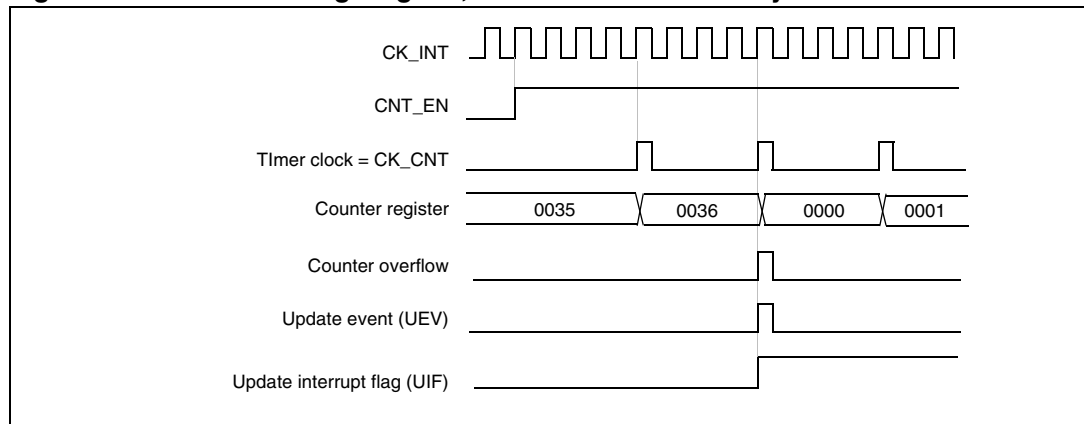 CK_INT
CNT_EN
TImer clock = CK_CNT
Counter register 0035 0036 0000 0001
Counter overflow
Update event (UEV)
Update interrupt flag (UIF)